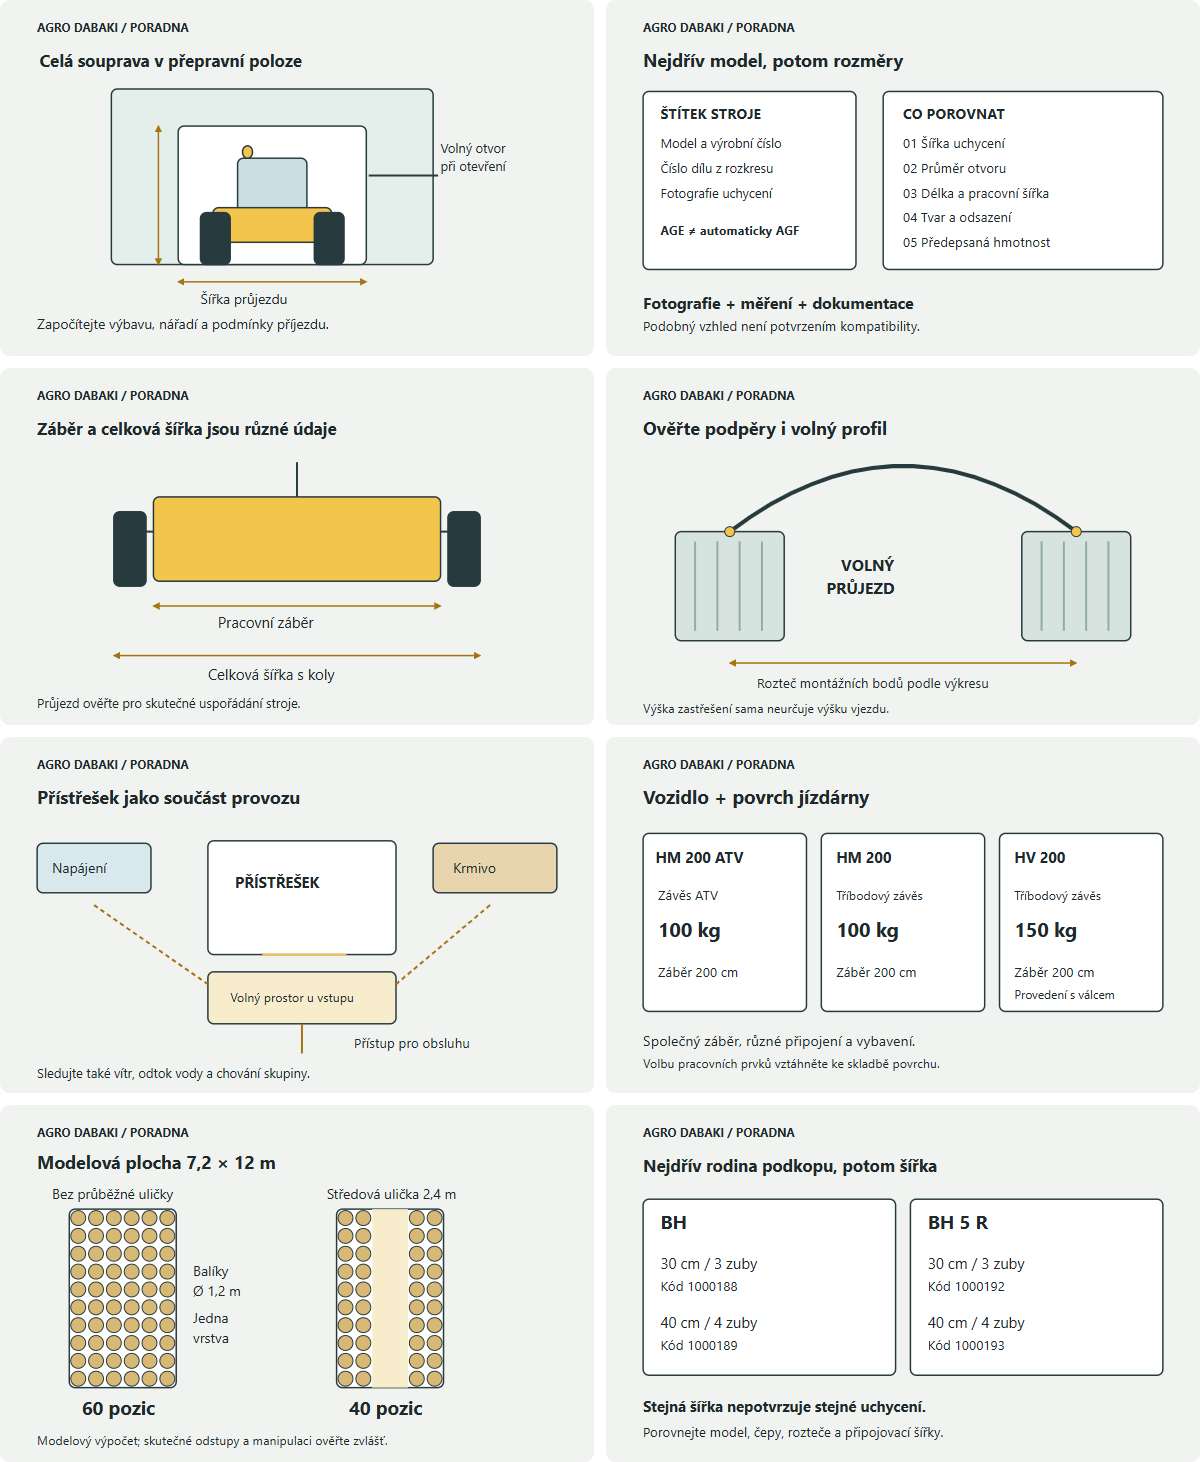 AGRO DABAKI / PORADNA
Celá souprava v přepravní poloze
Volný otvor
při otevření
Šířka průjezdu
Započítejte výbavu, nářadí a podmínky příjezdu.
AGRO DABAKI / PORADNA
Nejdřív model, potom rozměry
ŠTÍTEK STROJE
Model a výrobní číslo
Číslo dílu z rozkresu
Fotografie uchycení
AGE ≠ automaticky AGF
CO POROVNAT
01 Šířka uchycení
02 Průměr otvoru
03 Délka a pracovní šířka
04 Tvar a odsazení
05 Předepsaná hmotnost
Fotografie + měření + dokumentace
Podobný vzhled není potvrzením kompatibility.
AGRO DABAKI / PORADNA
Záběr a celková šířka jsou různé údaje
Pracovní záběr
Celková šířka s koly
Průjezd ověřte pro skutečné uspořádání stroje.
AGRO DABAKI / PORADNA
Ověřte podpěry i volný profil
VOLNÝ
PRŮJEZD
Rozteč montážních bodů podle výkresu
Výška zastřešení sama neurčuje výšku vjezdu.
AGRO DABAKI / PORADNA
Přístřešek jako součást provozu
Napájení
PŘÍSTŘEŠEK
Krmivo
Volný prostor u vstupu
Přístup pro obsluhu
Sledujte také vítr, odtok vody a chování skupiny.
AGRO DABAKI / PORADNA
Vozidlo + povrch jízdárny
HM 200 ATV
Závěs ATV
100 kg
Záběr 200 cm
HM 200
Tříbodový závěs
100 kg
Záběr 200 cm
HV 200
Tříbodový závěs
150 kg
Záběr 200 cm
Provedení s válcem
Společný záběr, různé připojení a vybavení.
Volbu pracovních prvků vztáhněte ke skladbě povrchu.
AGRO DABAKI / PORADNA
Modelová plocha 7,2 × 12 m
Bez průběžné uličky
Středová ulička 2,4 m
Balíky
Ø 1,2 m
Jedna
vrstva
60 pozic
40 pozic
Modelový výpočet; skutečné odstupy a manipulaci ověřte zvlášť.
AGRO DABAKI / PORADNA
Nejdřív rodina podkopu, potom šířka
BH
30 cm / 3 zuby
Kód 1000188
40 cm / 4 zuby
Kód 1000189
BH 5 R
30 cm / 3 zuby
Kód 1000192
40 cm / 4 zuby
Kód 1000193
Stejná šířka nepotvrzuje stejné uchycení.
Porovnejte model, čepy, rozteče a připojovací šířky.